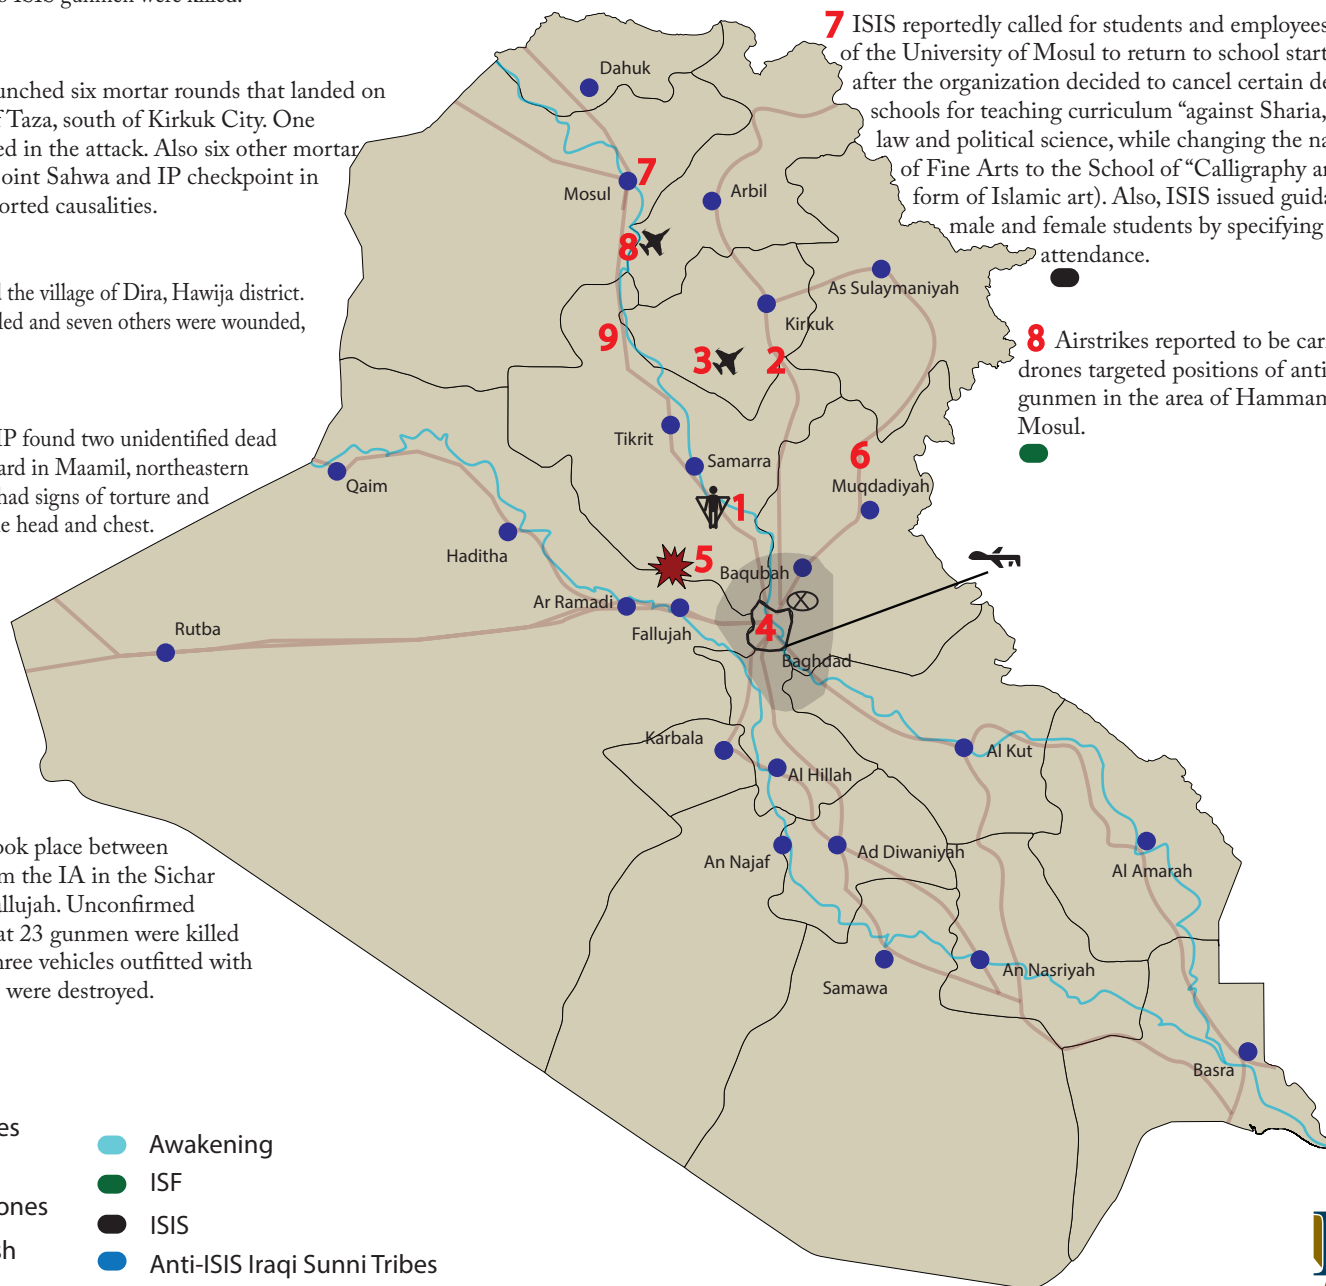 ISIS gunmen were killed.
unched six mortar rounds that landed on
Taza, south of Kirkuk City. One
ed in the attack. Also six other mortar
oint Sahwa and IP checkpoint in
orted causalities.
the village of Dira, Hawija district.
led and seven others were wounded,
IP found two unidentified dead
ard in Maamil, northeastern
had signs of torture and
e head and chest.
ook place between
m the IA in the Sichar
allujah. Unconfirmed
at 23 gunmen were killed
hree vehicles outfitted with
were destroyed.
7 ISIS reportedly called for students and employees
of the University of Mosul to return to school start
after the organization decided to cancel certain de
schools for teaching curriculum “against Sharia,
law and political science, while changing the na
of Fine Arts to the School of “Calligraphy an
form of Islamic art). Also, ISIS issued guida
male and female students by specifying
attendance.
8 Airstrikes reported to be car
drones targeted positions of anti
gunmen in the area of Hamman
Mosul.
Dahuk
7
Mosul
Arbil
8
As Sulaymaniyah
Kirkuk
9
3
2
Tikrit
Samarra
6
Muqdadiyah
Qaim
1
Haditha
5
Baqubah
Ar Ramadi
Fallujah
4
Rutba
Baghdad
Karbala
Al Kut
Al Hillah
An Najaf
Ad Diwaniyah
Al Amarah
Samawa
An Nasriyah
Basra
es
ones
sh
Awakening
ISF
ISIS
Anti-ISIS Iraqi Sunni Tribes